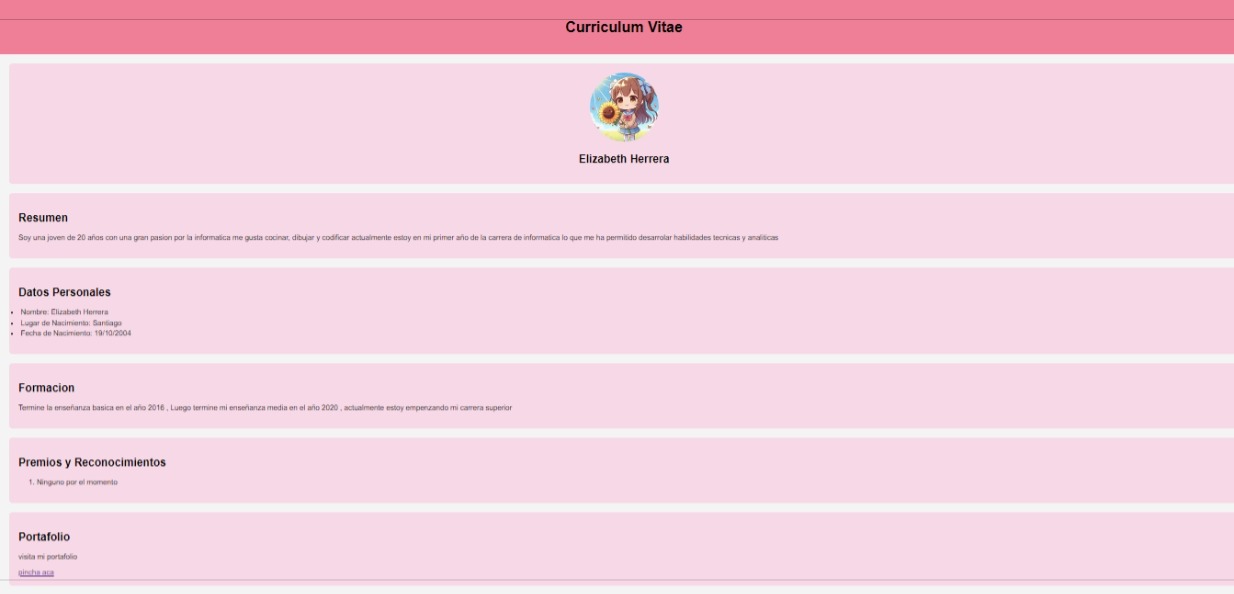 Curriculum Vitae
Elizabeth Herrera
Resumen
Soy una joven de 20 años con una gran pasion por la informatica me gusta cocinar, dibujar y codificar actualmente estoy en mi primer año de la carrera de informatica lo que me ha permitido desarrolar habilidades tecnicas y analiticas
Datos Personales
• Nombre: Elizabeth Herrera
• Lugar de Nacimiento: Santiago
• Fecha de Nacimiento: 19/10/2004
Formacion
Termine la enseñanza basica en el año 2016 , Luego termine mi enseñanza media en el año 2020 , actualmente estoy empenzando mi carrera superior
Premios y Reconocimientos
1. Ninguno por el momento
Portafolio
visita mi portafolio
pincha aca